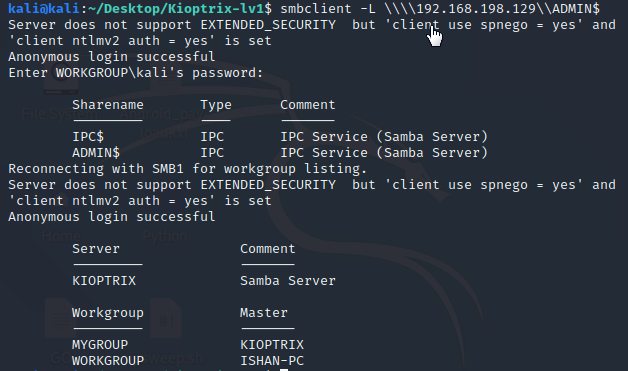 kali@kali:~/Desktop/Kioptrix-lv1$ smbclient -L \\\\192.168.198.129\\ADMIN$
Server does not support EXTENDED_SECURITY  but 'client use spnego = yes' and
'client ntlmv2 auth = yes' is set
Anonymous login successful
Enter WORKGROUP\kali's password:
Sharename       Type      Comment
---------       ----      -------
IPC$            IPC       IPC Service (Samba Server)
ADMIN$          IPC       IPC Service (Samba Server)
Reconnecting with SMB1 for workgroup listing.
Server does not support EXTENDED_SECURITY  but 'client use spnego = yes' and
'client ntlmv2 auth = yes' is set
Anonymous login successful
Server               Comment
---------            -------
KIOPTRIX             Samba Server
Workgroup            Master
---------            -------
MYGROUP              KIOPTRIX
WORKGROUP            ISHAN-PC